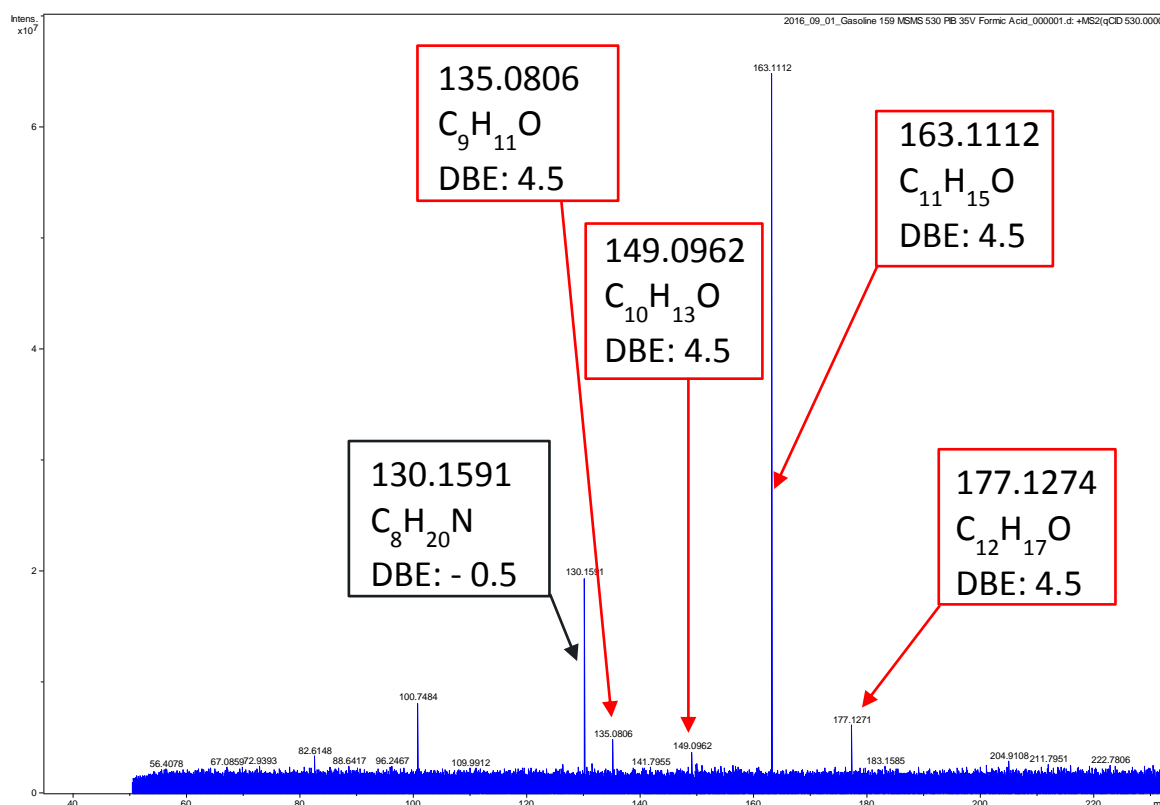 Intens.
x10⁷
2016_09_01_Gasoline 159 MSMS 530 PIB 35V Formic Acid_000001.d: +MS2(qCID 530.0000
163.1112
135.0806
C₉H₁₁O
DBE: 4.5
163.1112
C₁₁H₁₅O
DBE: 4.5
149.0962
C₁₀H₁₃O
DBE: 4.5
130.1591
C₈H₂₀N
DBE: - 0.5
177.1274
C₁₂H₁₇O
DBE: 4.5
6
4
2
0
130.1591
100.7484
135.0806
149.0962
177.1271
56.4078
67.0859
72.9393
82.6148
88.6417
96.2467
109.9912
141.7955
183.1585
204.9108
211.7951
222.7806
40
60
80
100
120
140
160
180
200
220